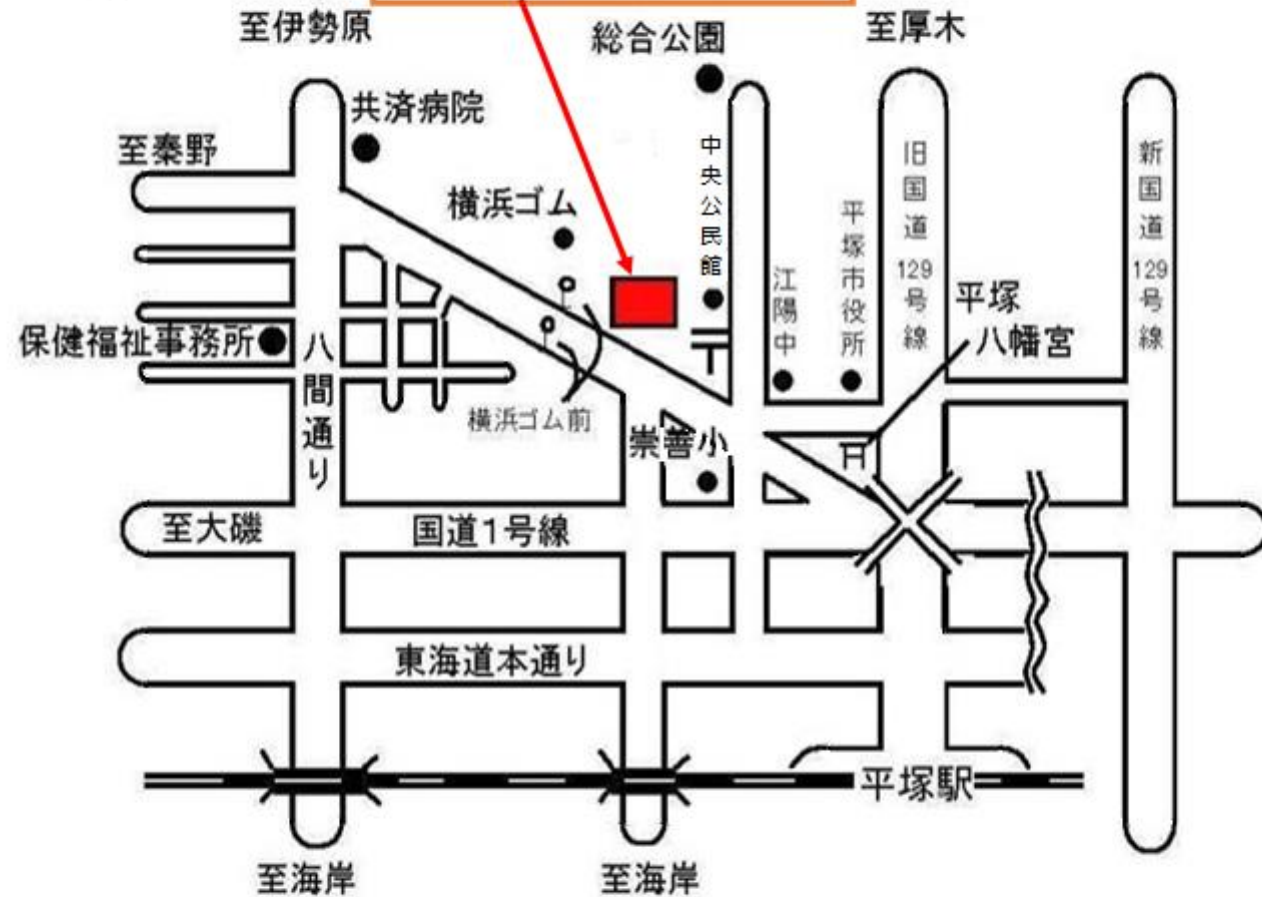 至伊勢原
総合公園
至厚木
共済病院
至秦野
横浜ゴム
中央公民館
旧国道129号線
新国道129号線
平塚市役所
江陽中
平塚
八幡宮
保健福祉事務所
八間通り
〒
横浜ゴム前
崇善小
至大磯
国道1号線
東海道本通り
平塚駅
至海岸
至海岸